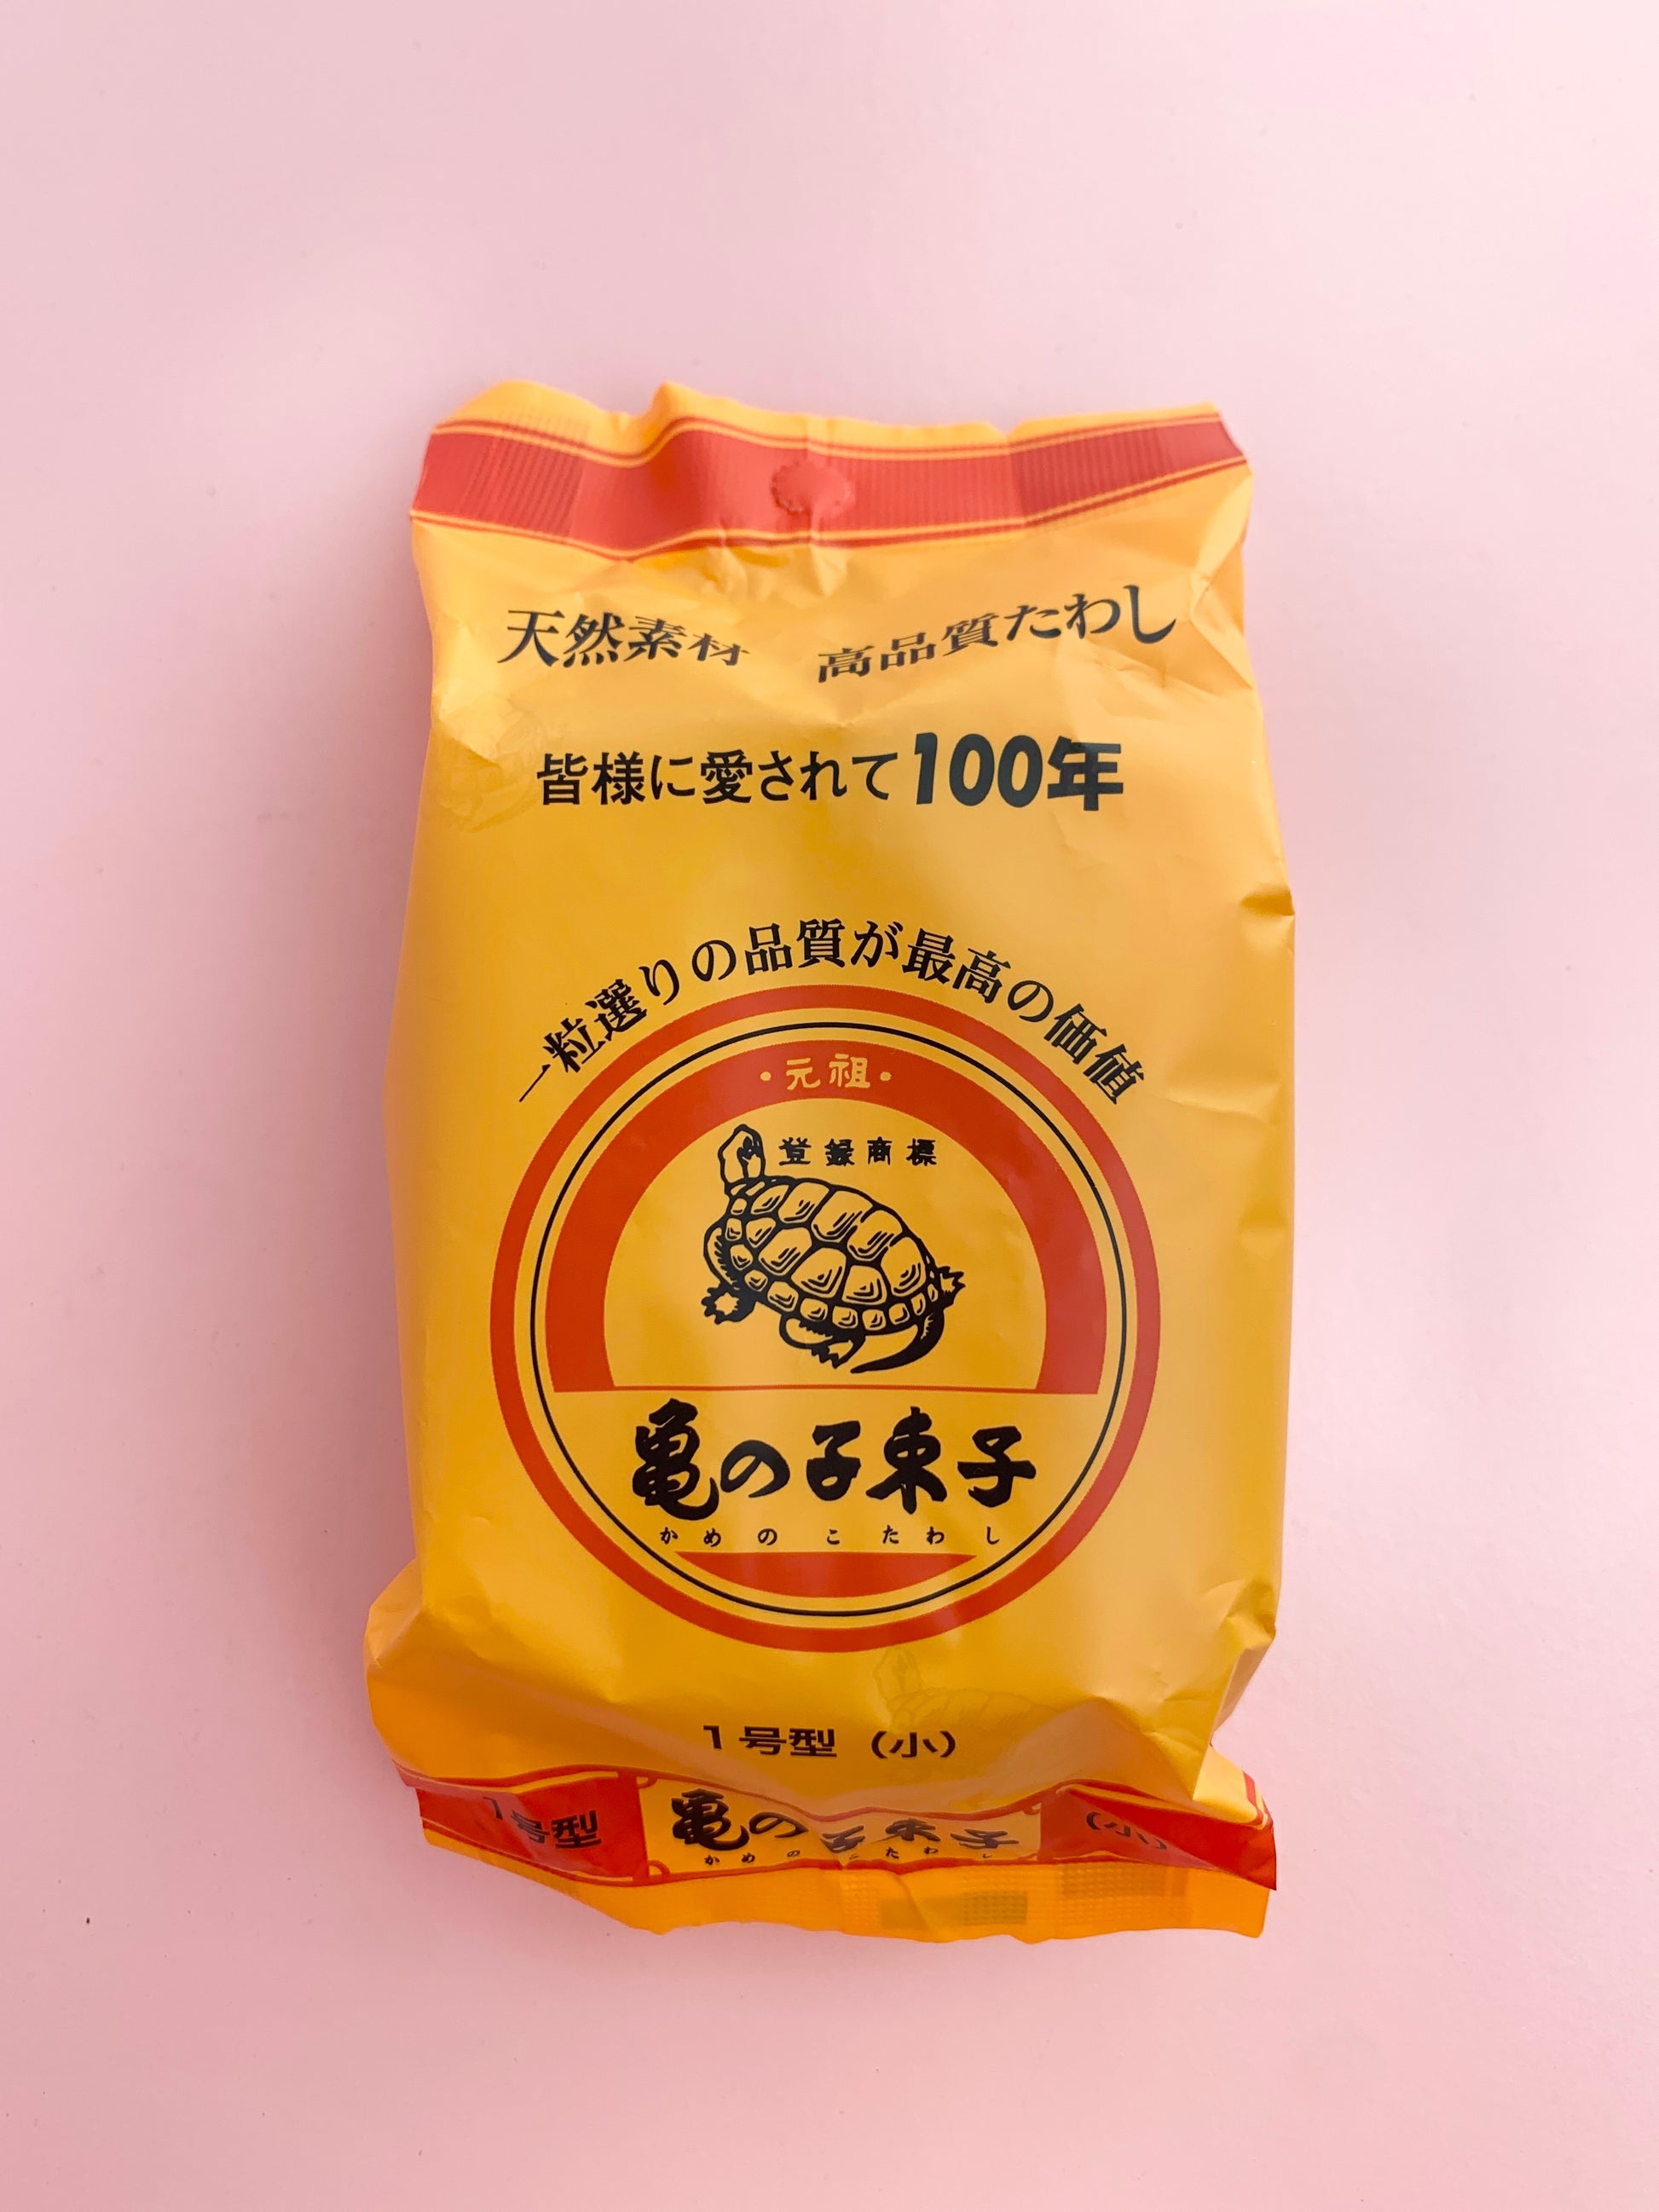 天然素材 高品質たわし
皆様に愛されて100年
一粒選りの品質が最高の価値
・元祖・
登録商標
亀の子束子
かめのこたわし
1号型（小）
1号型 亀の子束子 （小）
かめのこたわし